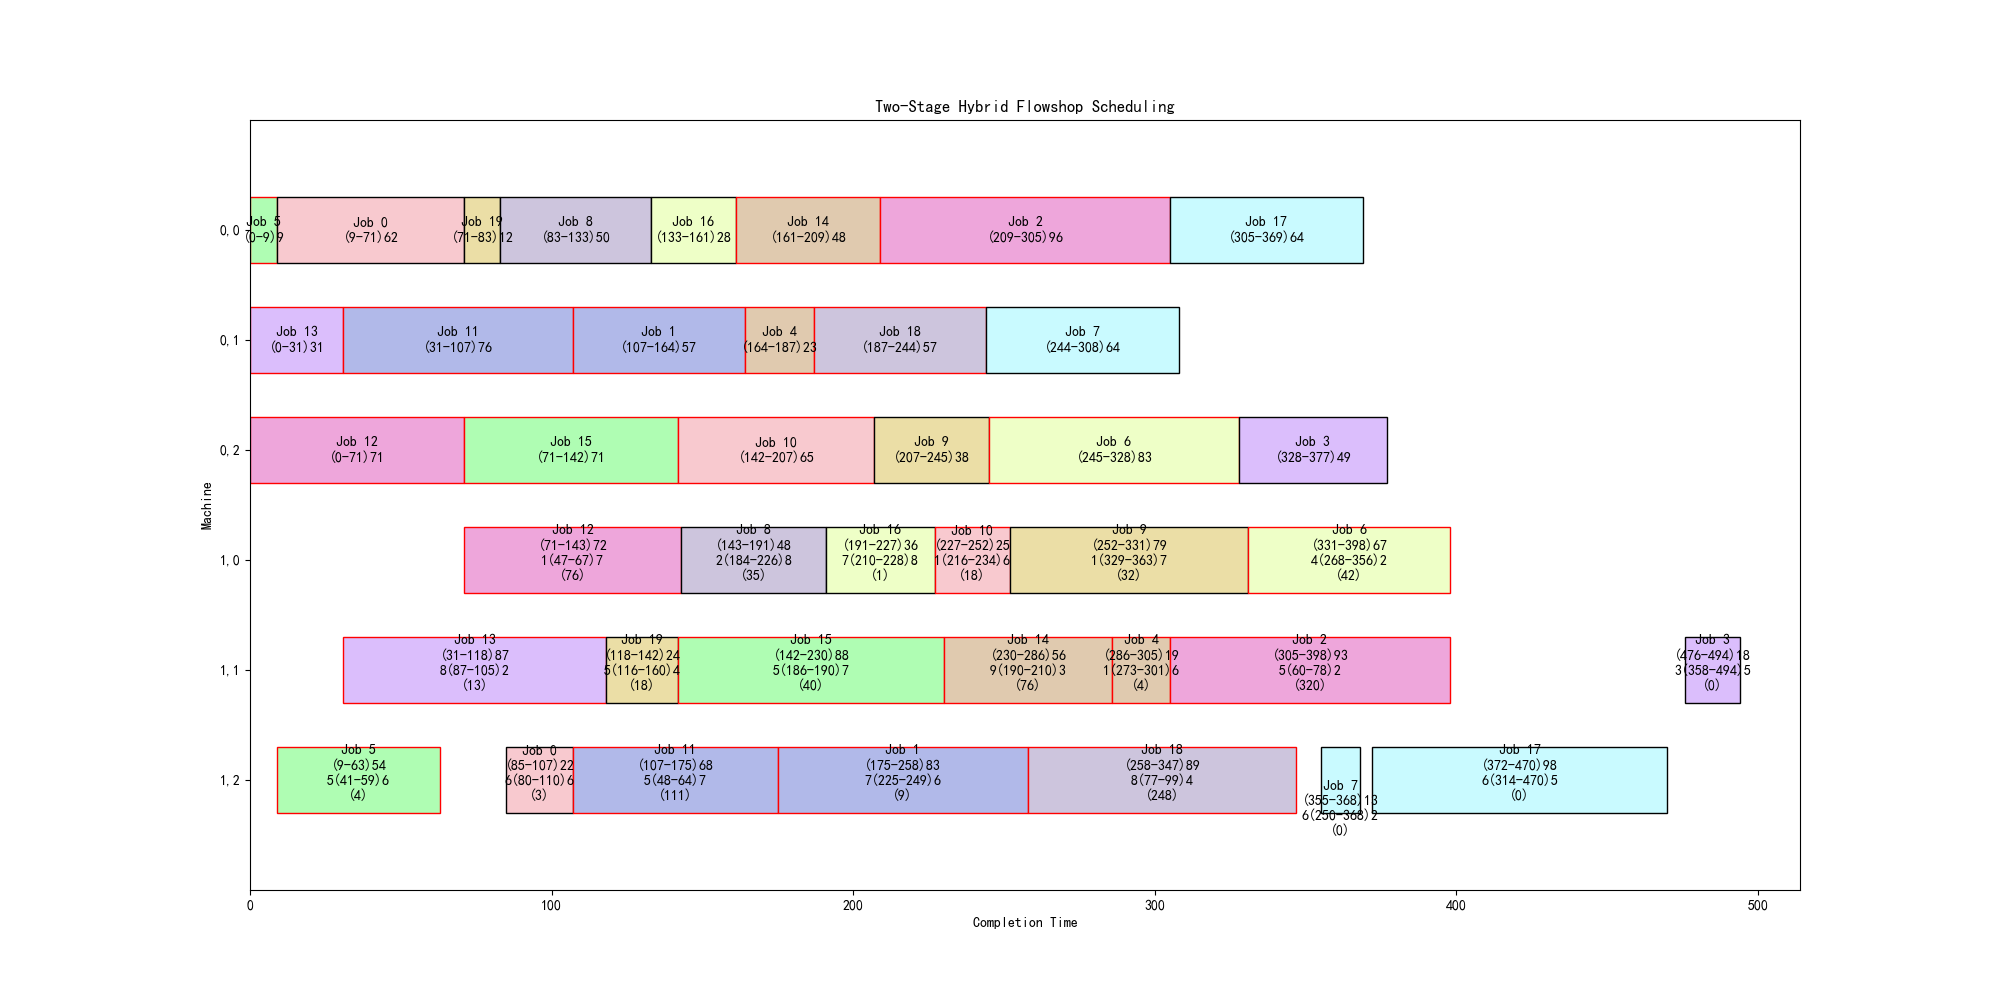 Two-Stage Hybrid Flowshop Scheduling
Machine
0,0
Job 5
(0-9)9
Job 0
(9-71)62
Job 19
(71-83)12
Job 8
(83-133)50
Job 16
(133-161)28
Job 14
(161-209)48
Job 2
(209-305)96
Job 17
(305-369)64
0,1
Job 13
(0-31)31
Job 11
(31-107)76
Job 1
(107-164)57
Job 4
(164-187)23
Job 18
(187-244)57
Job 7
(244-308)64
0,2
Job 12
(0-71)71
Job 15
(71-142)71
Job 10
(142-207)65
Job 9
(207-245)38
Job 6
(245-328)83
Job 3
(328-377)49
1,0
Job 12
(71-143)72
1(47-67)7
(76)
Job 8
(143-191)48
2(184-226)8
(35)
Job 16
(191-227)36
7(210-228)8
(1)
Job 10
(227-252)25
1(216-234)6
(18)
Job 9
(252-331)79
1(329-363)7
(32)
Job 6
(331-398)67
4(268-356)2
(42)
1,1
Job 13
(31-118)87
8(87-105)2
(13)
Job 19
(118-142)24
5(116-160)4
(18)
Job 15
(142-230)88
5(186-190)7
(40)
Job 14
(230-286)56
9(190-210)3
(76)
Job 4
(286-305)19
1(273-301)6
(4)
Job 2
(305-398)93
5(60-78)2
(320)
Job 3
(476-494)18
3(358-494)5
(0)
1,2
Job 5
(9-63)54
5(41-59)6
(4)
Job 0
(85-107)22
6(80-110)6
(3)
Job 11
(107-175)68
5(48-64)7
(111)
Job 1
(175-258)83
7(225-249)6
(9)
Job 18
(258-347)89
8(77-99)4
(248)
Job 7
(355-368)13
6(250-368)2
(0)
Job 17
(372-470)98
6(314-470)5
(0)
0
100
200
300
400
500
Completion Time